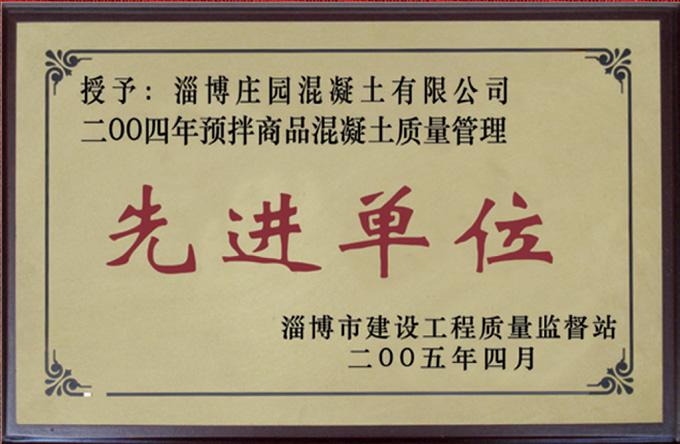 授予：淄博庄园混凝土有限公司
二00四年预拌商品混凝土质量管理
先进单位
淄博市建设工程质量监督站
二00五年四月